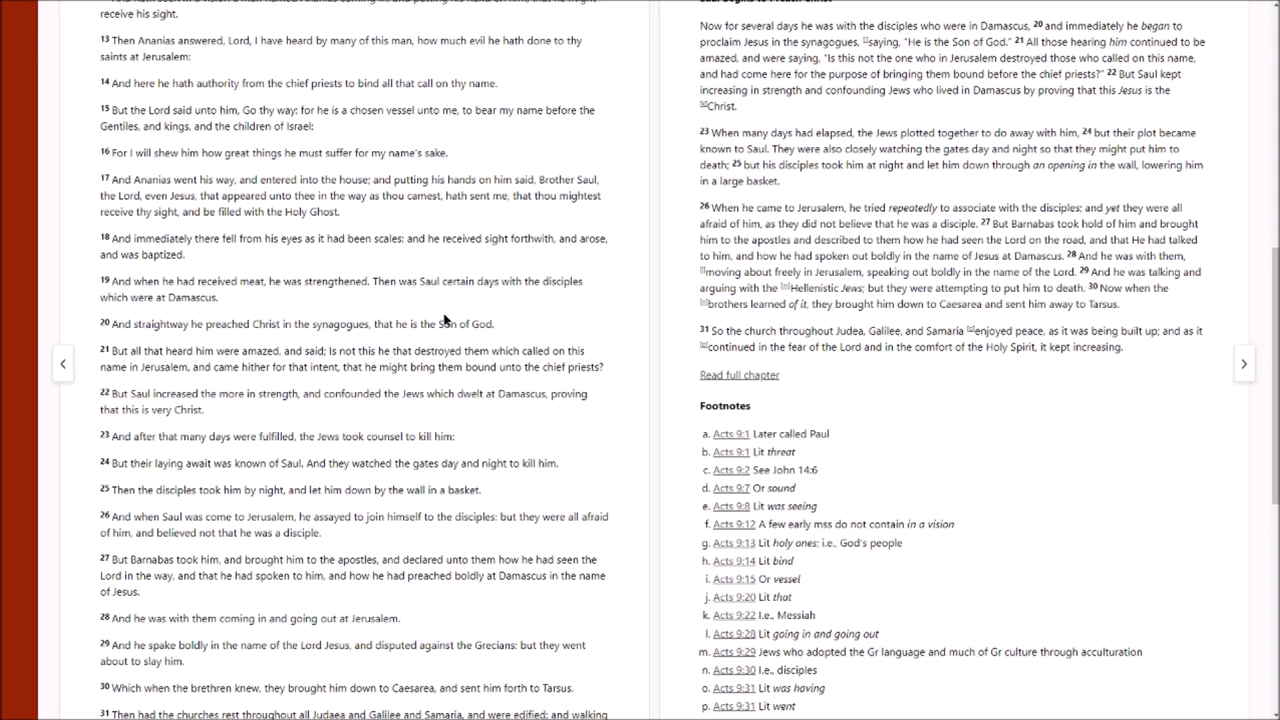 receive his sight.
13 Then Ananias answered, Lord, I have heard by many of this man, how much evil he hath done to thy
saints at Jerusalem:
14 And here he hath authority from the chief priests to bind all that call on thy name.
15 But the Lord said unto him, Go thy way: for he is a chosen vessel unto me, to bear my name before the
Gentiles, and kings, and the children of Israel:
16 For I will shew him how great things he must suffer for my name's sake.
17 And Ananias went his way, and entered into the house; and putting his hands on him said, Brother Saul,
the Lord, even Jesus, that appeared unto thee in the way as thou camest, hath sent me, that thou mightest
receive thy sight, and be filled with the Holy Ghost.
18 And immediately there fell from his eyes as it had been scales: and he received sight forthwith, and arose,
and was baptized.
19 And when he had received meat, he was strengthened. Then was Saul certain days with the disciples
which were at Damascus.
20 And straightway he preached Christ in the synagogues, that he is the Son of God.
21 But all that heard him were amazed, and said; Is not this he that destroyed them which called on this
name in Jerusalem, and came hither for that intent, that he might bring them bound unto the chief priests?
22 But Saul increased the more in strength, and confounded the Jews which dwelt at Damascus, proving
that this is very Christ.
23 And after that many days were fulfilled, the Jews took counsel to kill him:
24 But their laying await was known of Saul. And they watched the gates day and night to kill him.
25 Then the disciples took him by night, and let him down by the wall in a basket.
26 And when Saul was come to Jerusalem, he assayed to join himself to the disciples: but they were all afraid
of him, and believed not that he was a disciple.
27 But Barnabas took him, and brought him to the apostles, and declared unto them how he had seen the
Lord in the way, and that he had spoken to him, and how he had preached boldly at Damascus in the name
of Jesus.
28 And he was with them coming in and going out at Jerusalem.
29 And he spake boldly in the name of the Lord Jesus, and disputed against the Grecians: but they went
about to slay him.
30 Which when the brethren knew, they brought him down to Caesarea, and sent him forth to Tarsus.
31 Then had the churches rest throughout all Judaea and Galilee and Samaria, and were edified; and walking
Now for several days he was with the disciples who were in Damascus, 20 and immediately he began to
proclaim Jesus in the synagogues, [j]saying, "He is the Son of God." 21 All those hearing him continued to be
amazed, and were saying, "Is this not the one who in Jerusalem destroyed those who called on this name,
and had come here for the purpose of bringing them bound before the chief priests?" 22 But Saul kept
increasing in strength and confounding Jews who lived in Damascus by proving that this Jesus is the
[k]Christ.
23 When many days had elapsed, the Jews plotted together to do away with him, 24 but their plot became
known to Saul. They were also closely watching the gates day and night so that they might put him to
death; 25 but his disciples took him at night and let him down through an opening in the wall, lowering him
in a large basket.
26 When he came to Jerusalem, he tried repeatedly to associate with the disciples; and yet they were all
afraid of him, as they did not believe that he was a disciple. 27 But Barnabas took hold of him and brought
him to the apostles and described to them how he had seen the Lord on the road, and that He had talked
to him, and how he had spoken out boldly in the name of Jesus at Damascus. 28 And he was with them,
[l]moving about freely in Jerusalem, speaking out boldly in the name of the Lord. 29 And he was talking and
arguing with the [m]Hellenistic Jews; but they were attempting to put him to death. 30 Now when the
[n]brothers learned of it, they brought him down to Caesarea and sent him away to Tarsus.
31 So the church throughout Judea, Galilee, and Samaria [o]enjoyed peace, as it was being built up; and as it
[p]continued in the fear of the Lord and in the comfort of the Holy Spirit, it kept increasing.
Read full chapter
Footnotes
a. Acts 9:1 Later called Paul
b. Acts 9:1 Lit threat
c. Acts 9:2 See John 14:6
d. Acts 9:7 Or sound
e. Acts 9:8 Lit was seeing
f. Acts 9:12 A few early mss do not contain in a vision
g. Acts 9:13 Lit holy ones; i.e., God's people
h. Acts 9:14 Lit bind
i. Acts 9:15 Or vessel
j. Acts 9:20 Lit that
k. Acts 9:22 I.e., Messiah
l. Acts 9:28 Lit going in and going out
m. Acts 9:29 Jews who adopted the Gr language and much of Gr culture through acculturation
n. Acts 9:30 I.e., disciples
o. Acts 9:31 Lit was having
p. Acts 9:31 Lit went